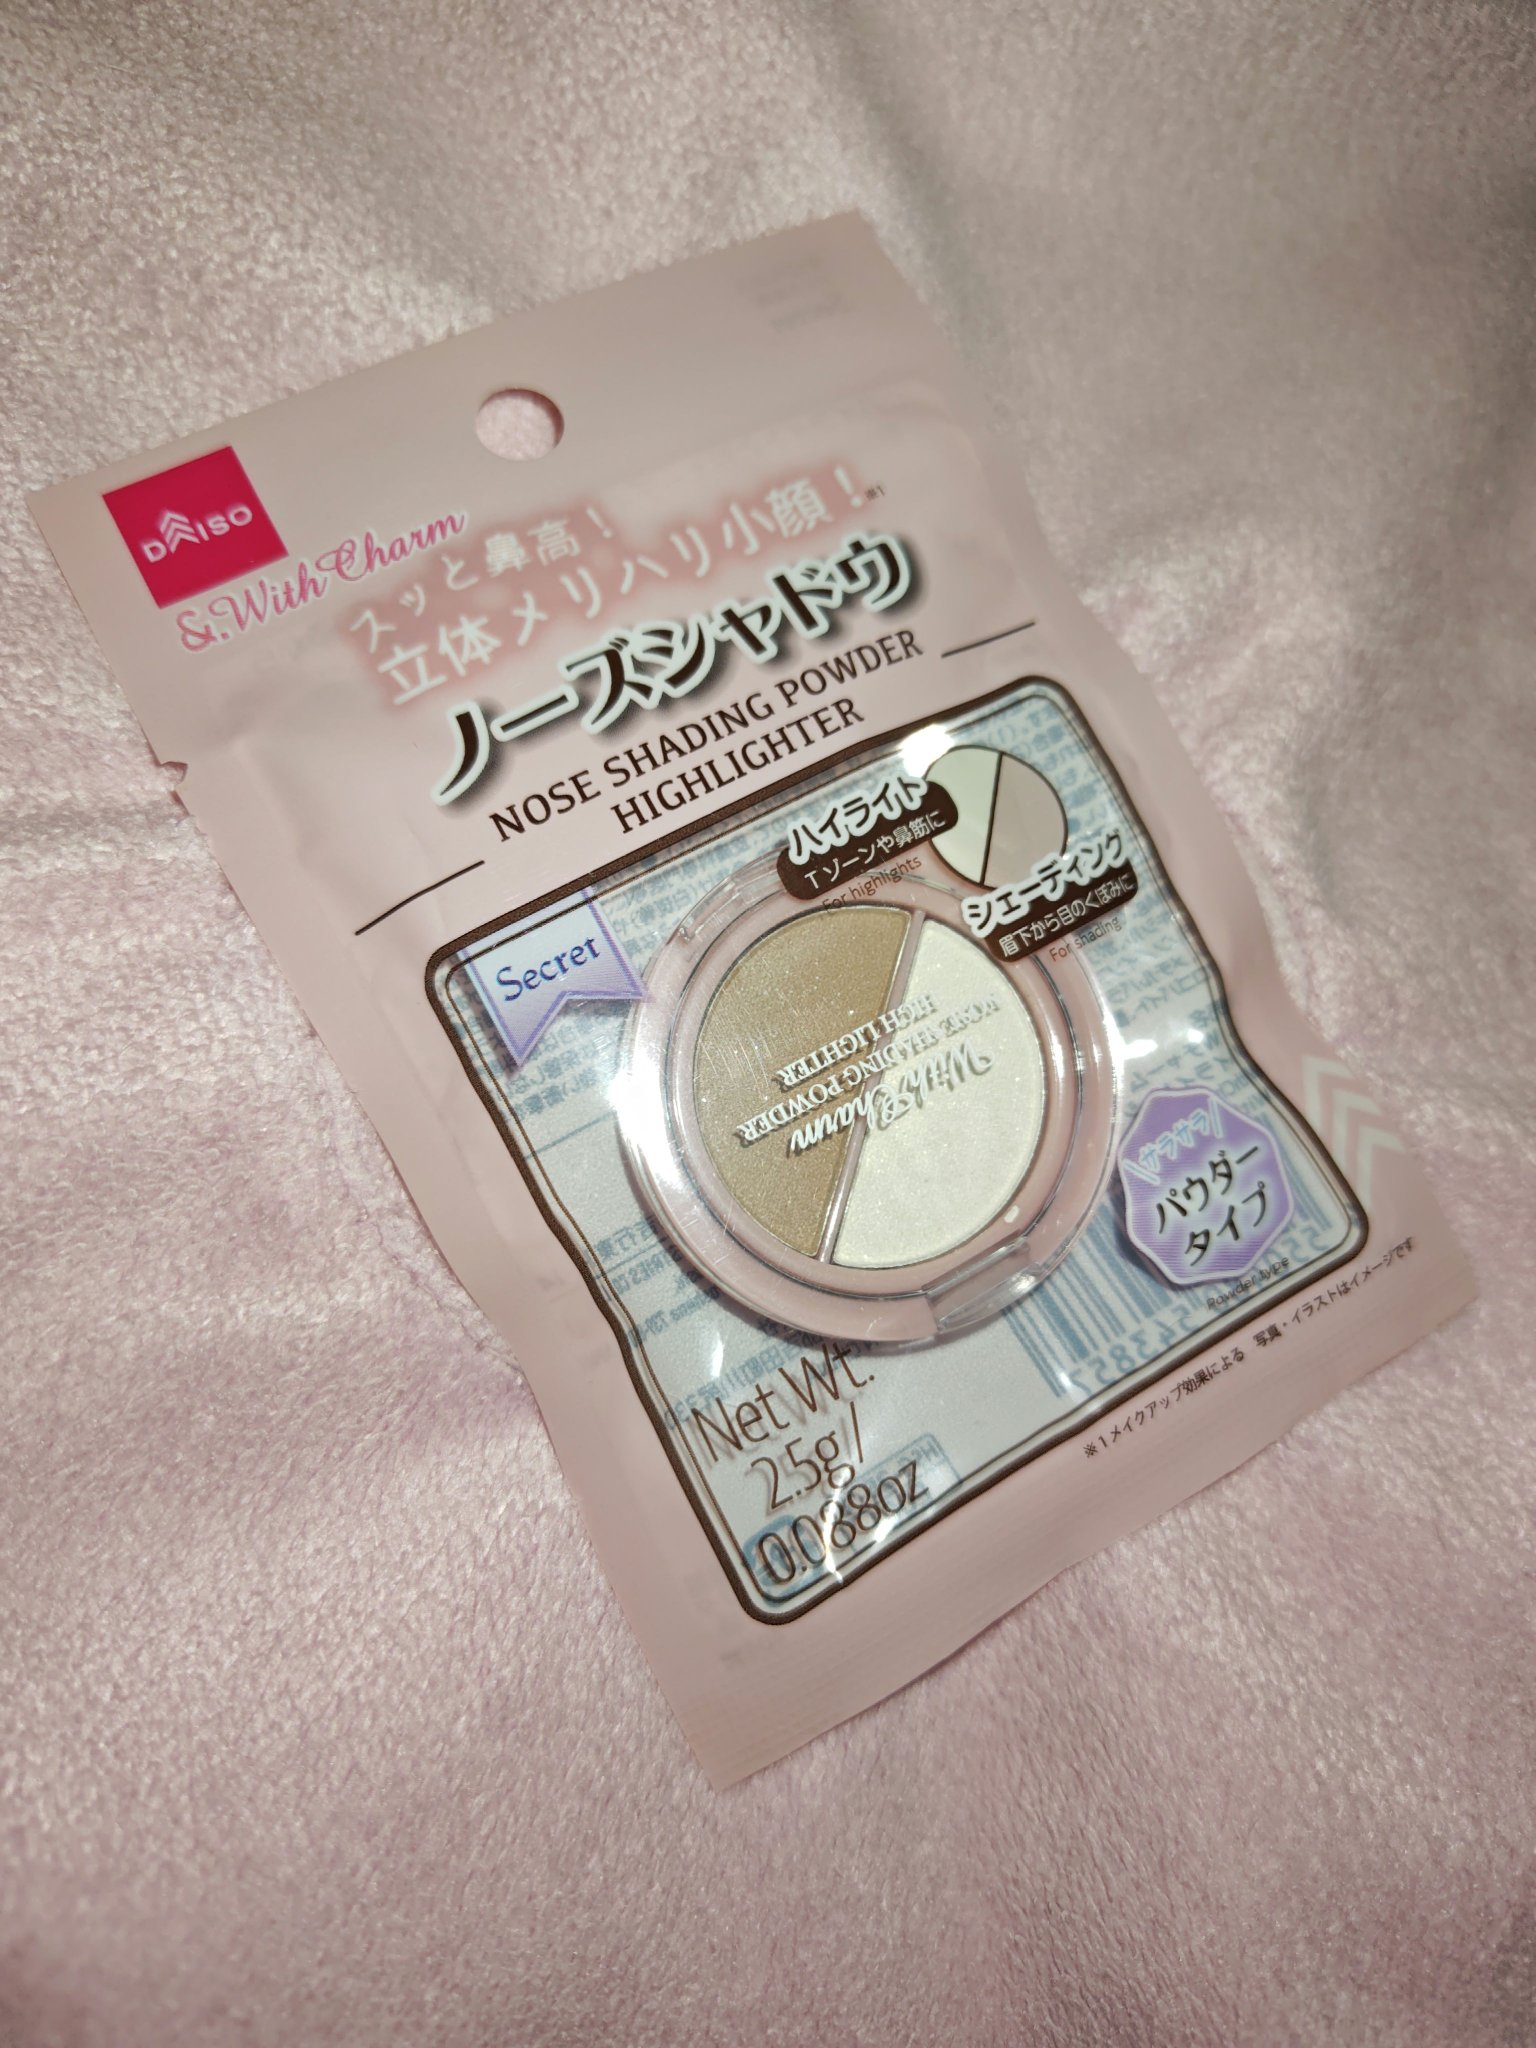 DAISO
&.WithCharm
スッと鼻高！
立体メリハリ小顔！※1
ノーズシャドウ
NOSE SHADING POWDER
HIGHLIGHTER
ハイライト
Tゾーンや鼻筋に
For highlights
シェーディング
眉下から目のくぼみに
For shading
Secret
With Charm
NOSE SHADING POWDER
HIGH LIGHTER
\サラサラ/
パウダー
タイプ
Powder type
Net Wt.
2.5g/
0.088oz
※1メイクアップ効果による 写真・イラストはイメージです